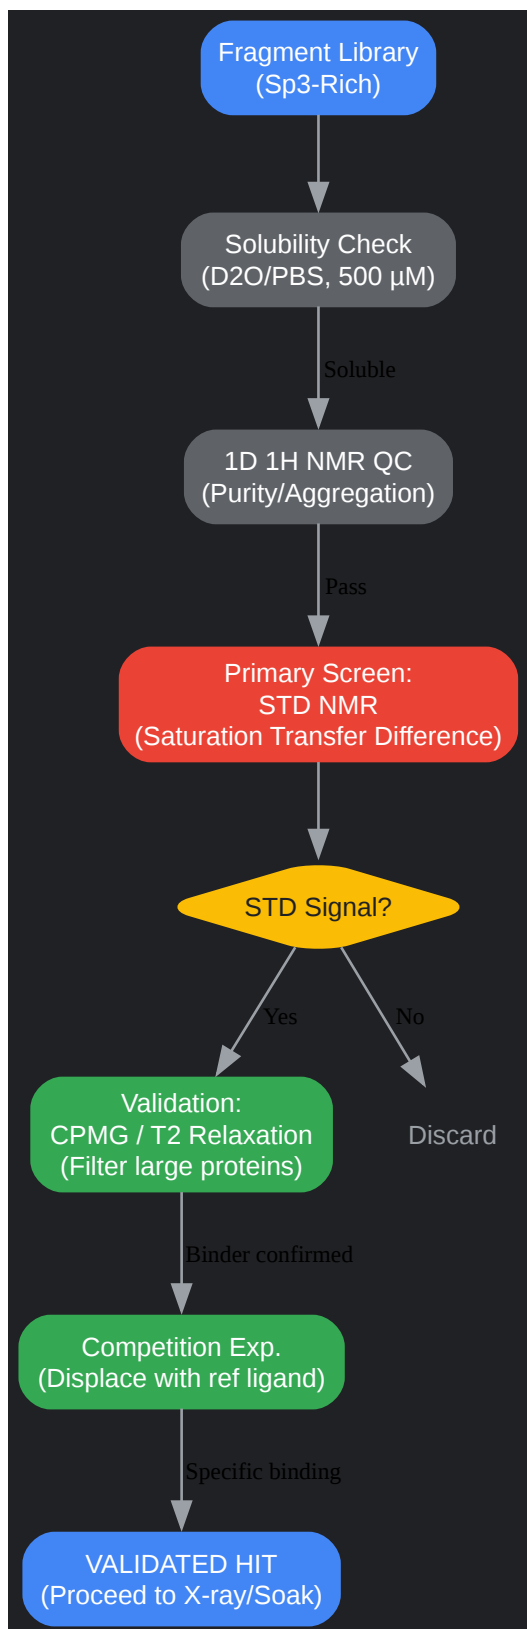 Fragment Library
(Sp3-Rich)
Solubility Check
(D2O/PBS, 500 µM)
Soluble
1D 1H NMR QC
(Purity/Aggregation)
Pass
Primary Screen:
STD NMR
(Saturation Transfer Difference)
STD Signal?
Yes
No
Validation:
CPMG / T2 Relaxation
(Filter large proteins)
Discard
Binder confirmed
Competition Exp.
(Displace with ref ligand)
Specific binding
VALIDATED HIT
(Proceed to X-ray/Soak)